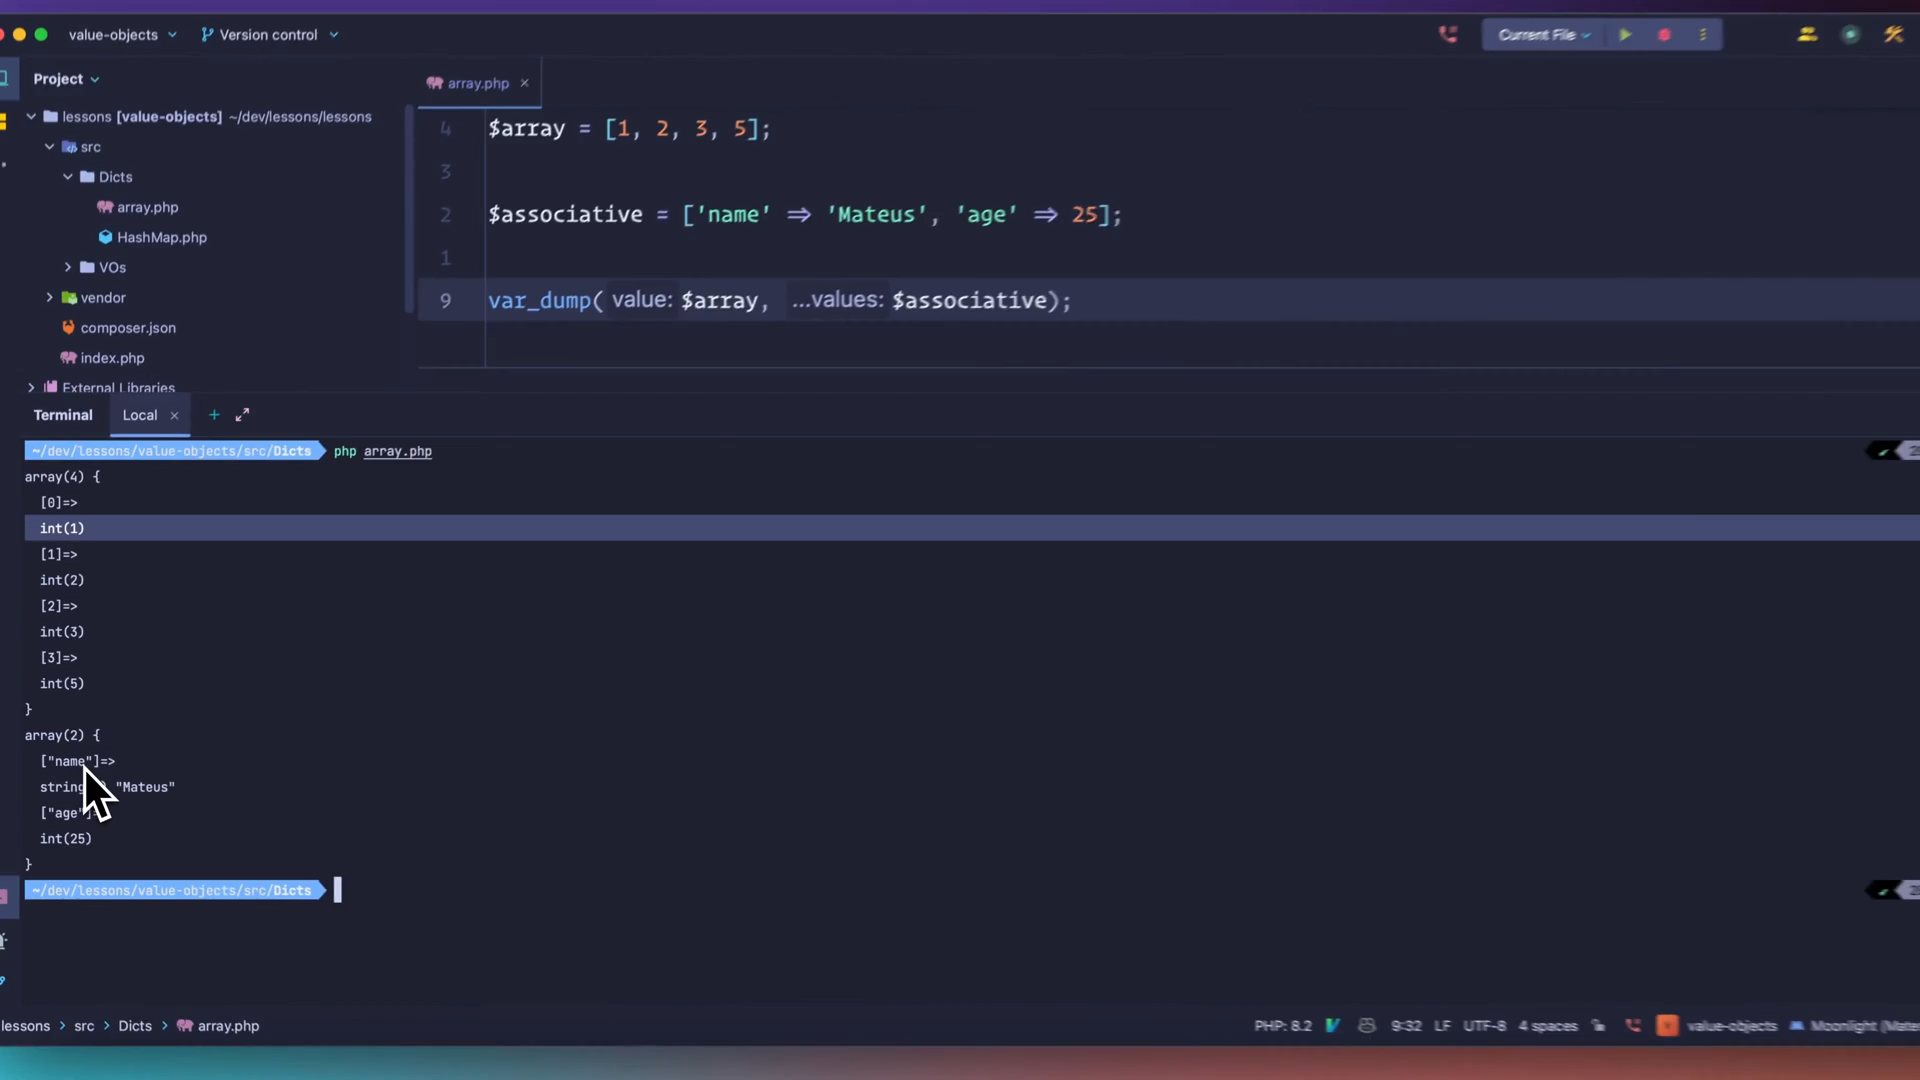 value-objects
Version control
Current File
Project
array.php
lessons [value-objects] ~/dev/lessons/lessons
src
Dicts
array.php
HashMap.php
VOs
vendor
composer.json
index.php
External Libraries
4 $array = [1, 2, 3, 5];
3
2 $associative = ['name' => 'Mateus', 'age' => 25];
1
9 var_dump( value: $array, ...values: $associative);
Terminal Local
~/dev/lessons/value-objects/src/Dicts php array.php
array(4) {
[0]=>
int(1)
[1]=>
int(2)
[2]=>
int(3)
[3]=>
int(5)
}
array(2) {
["name"]=>
string "Mateus"
["age"]
int(25)
}
~/dev/lessons/value-objects/src/Dicts
lessons > src > Dicts > array.php
PHP: 8.2 9:32 LF UTF-8 4 spaces value-objects Moonlight